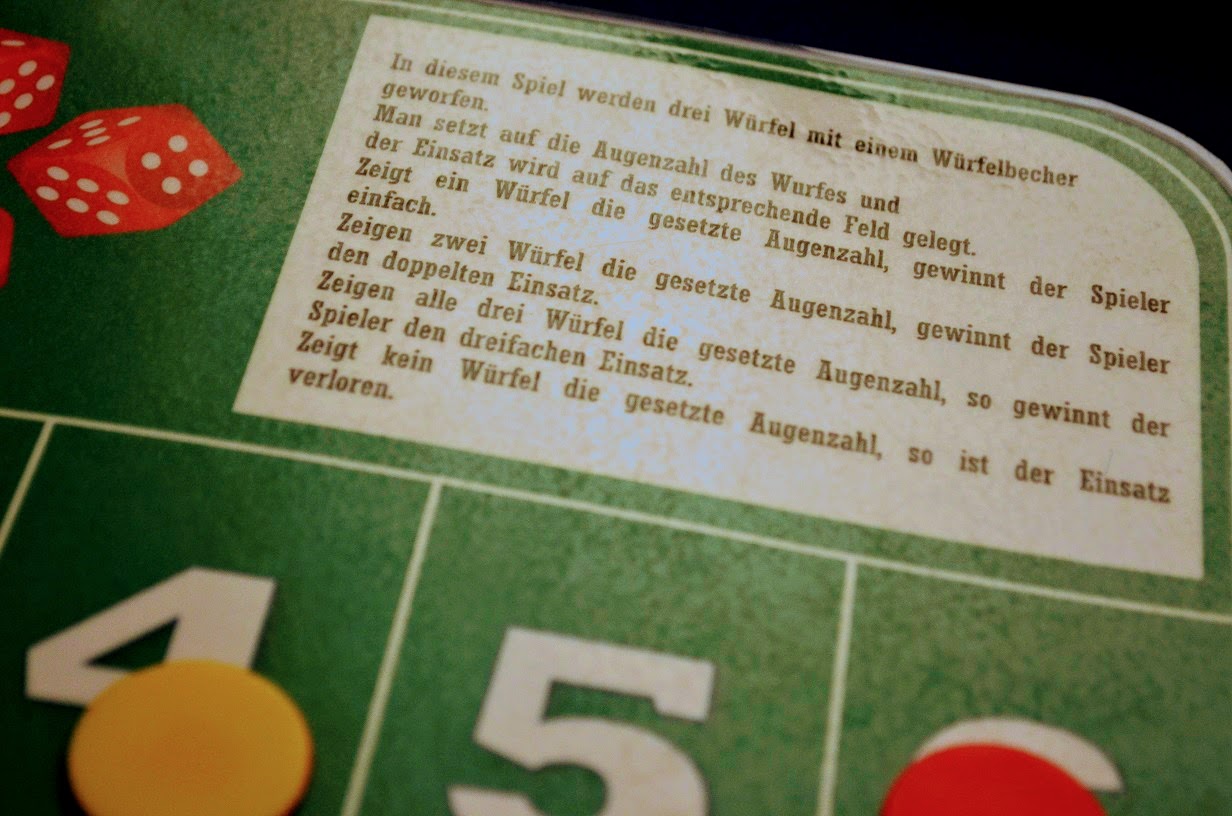 In diesem Spiel werden drei Würfel mit einem Würfelbecher
geworfen.
Man setzt auf die Augenzahl des Wurfes und
der Einsatz wird auf das entsprechende Feld gelegt.
Zeigt ein Würfel die gesetzte Augenzahl, gewinnt der Spieler
einfach.
Zeigen zwei Würfel die gesetzte Augenzahl, gewinnt der Spieler
den doppelten Einsatz.
Zeigen alle drei Würfel die gesetzte Augenzahl, so gewinnt der
Spieler den dreifachen Einsatz.
Zeigt kein Würfel die gesetzte Augenzahl, so ist der Einsatz
verloren.
4 5